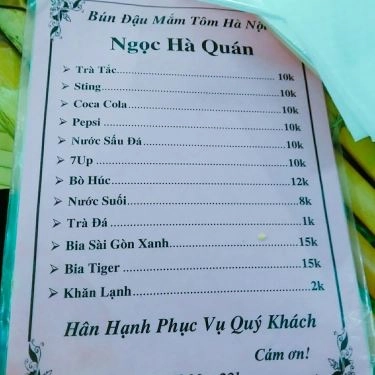 Bún Đậu Mắm Tôm Hà Nội
Ngọc Hà Quán
➢ Trà Tắc..........10k
➢ Sting..........10k
➢ Coca Cola..........10k
➢ Pepsi..........10k
➢ Nước Sấu Đá..........10k
➢ 7Up..........10k
➢ Bò Húc..........12k
➢ Nước Suối..........8k
➢ Trà Đá..........1k
➢ Bia Sài Gòn Xanh..........15k
➢ Bia Tiger..........15k
➢ Khăn Lạnh..........2k
Hân Hạnh Phục Vụ Quý Khách
Cám ơn!